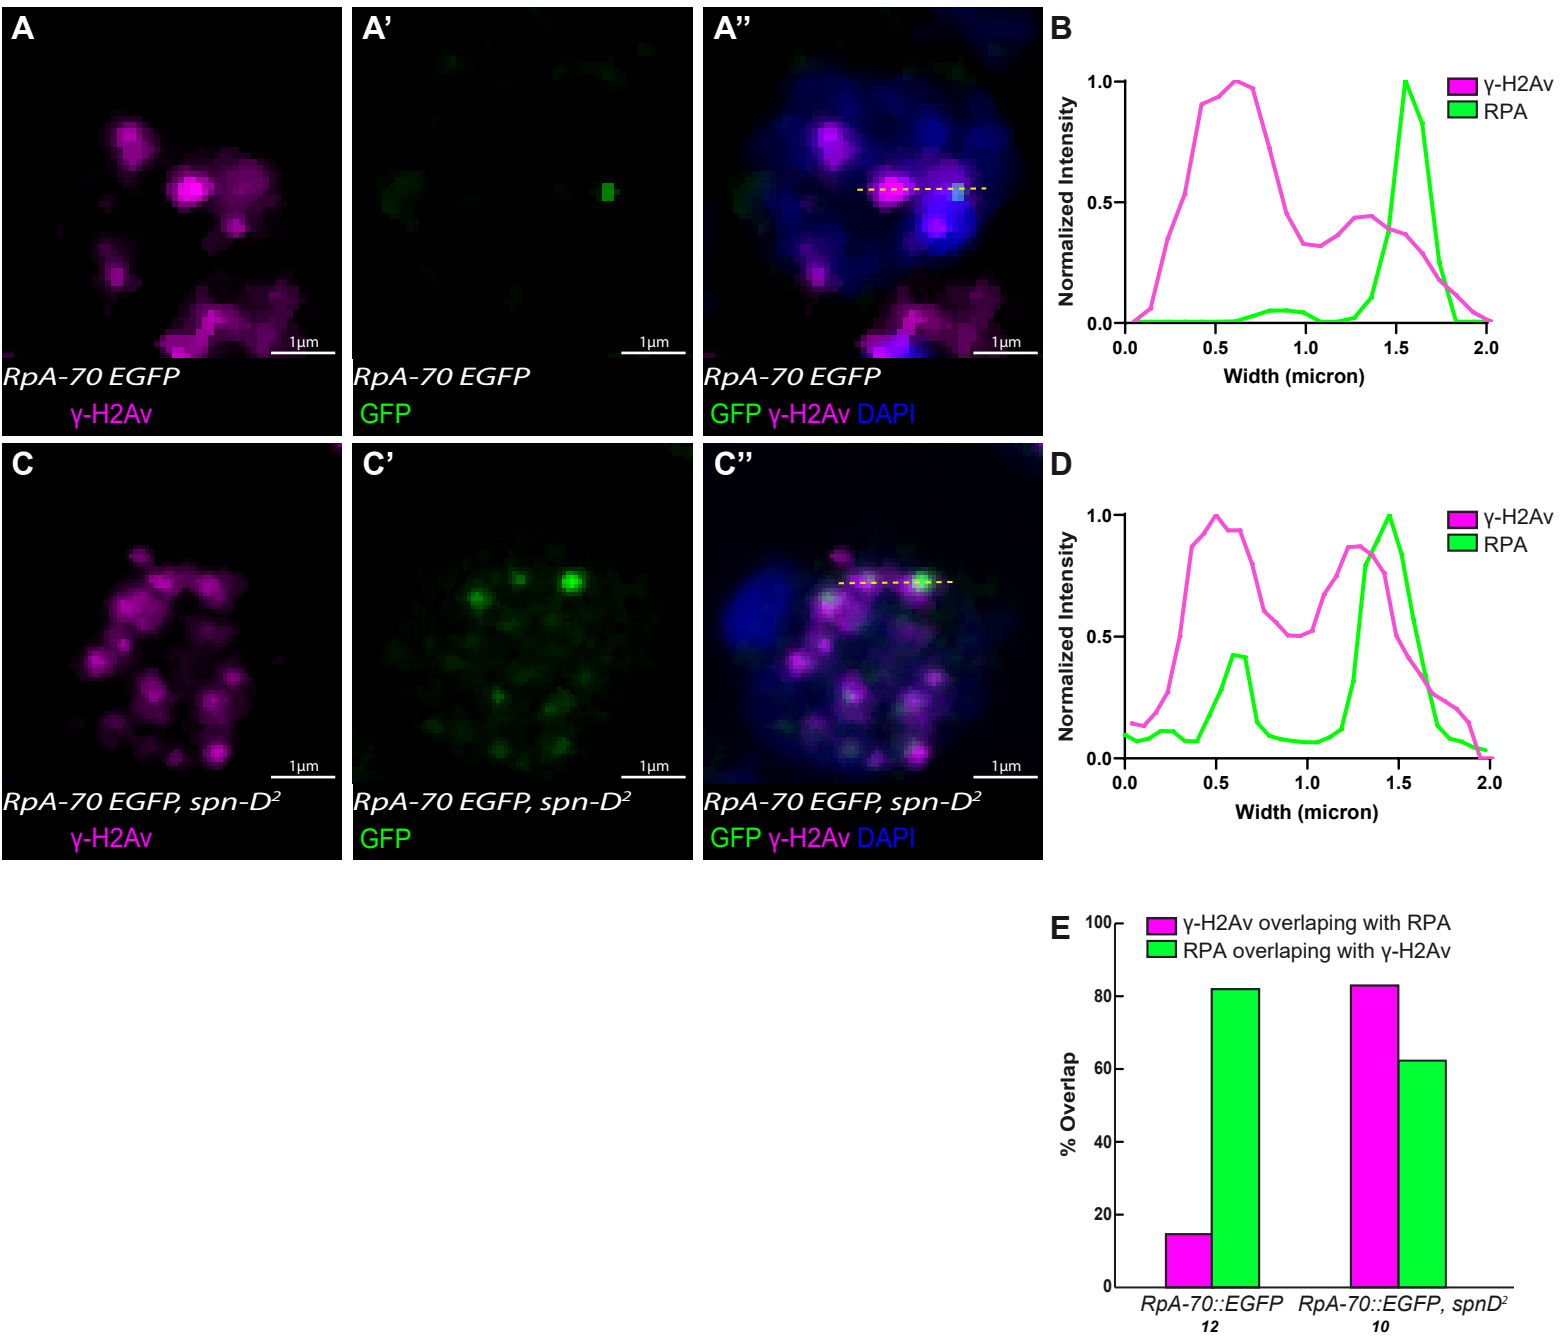 A
1μm
RpA-70 EGFP
γ-H2Av
A’
1μm
RpA-70 EGFP
GFP
A’’
1μm
RpA-70 EGFP
GFP γ-H2Av DAPI
B
Normalized Intensity
1.0
0.5
0.0
0.0 0.5 1.0 1.5 2.0
Width (micron)
γ-H2Av
RPA
C
1μm
RpA-70 EGFP, spn-D²
γ-H2Av
C’
1μm
RpA-70 EGFP, spn-D²
GFP
C’’
1μm
RpA-70 EGFP, spn-D²
GFP γ-H2Av DAPI
D
Normalized Intensity
1.0
0.5
0.0
0.0 0.5 1.0 1.5 2.0
Width (micron)
γ-H2Av
RPA
E
% Overlap
100
80
60
40
20
0
γ-H2Av overlaping with RPA
RPA overlaping with γ-H2Av
RpA-70::EGFP RpA-70::EGFP, spnD²
12 10